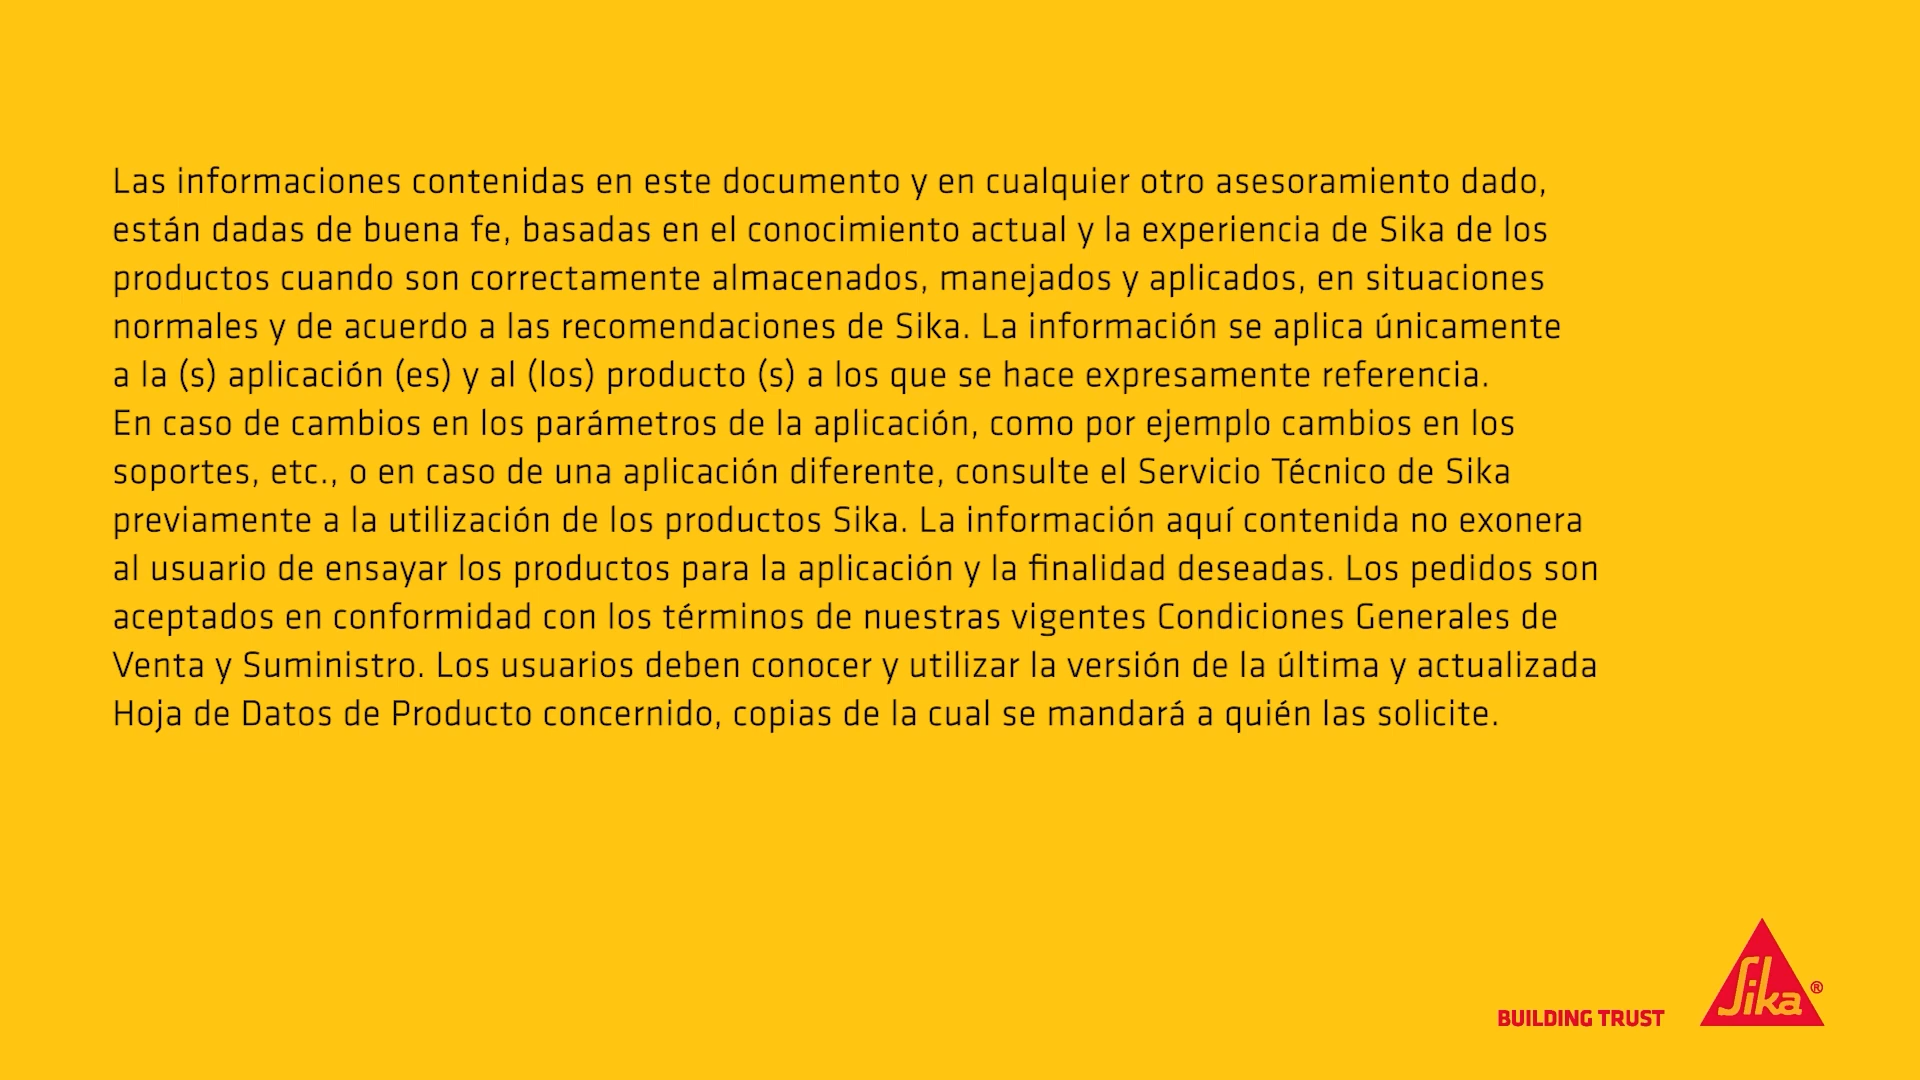 Las informaciones contenidas en este documento y en cualquier otro asesoramiento dado,
están dadas de buena fe, basadas en el conocimiento actual y la experiencia de Sika de los
productos cuando son correctamente almacenados, manejados y aplicados, en situaciones
normales y de acuerdo a las recomendaciones de Sika. La información se aplica únicamente
a la (s) aplicación (es) y al (los) producto (s) a los que se hace expresamente referencia.
En caso de cambios en los parámetros de la aplicación, como por ejemplo cambios en los
soportes, etc., o en caso de una aplicación diferente, consulte el Servicio Técnico de Sika
previamente a la utilización de los productos Sika. La información aquí contenida no exonera
al usuario de ensayar los productos para la aplicación y la finalidad deseadas. Los pedidos son
aceptados en conformidad con los términos de nuestras vigentes Condiciones Generales de
Venta y Suministro. Los usuarios deben conocer y utilizar la versión de la última y actualizada
Hoja de Datos de Producto concernido, copias de la cual se mandará a quién las solicite.
BUILDING TRUST
Sika®